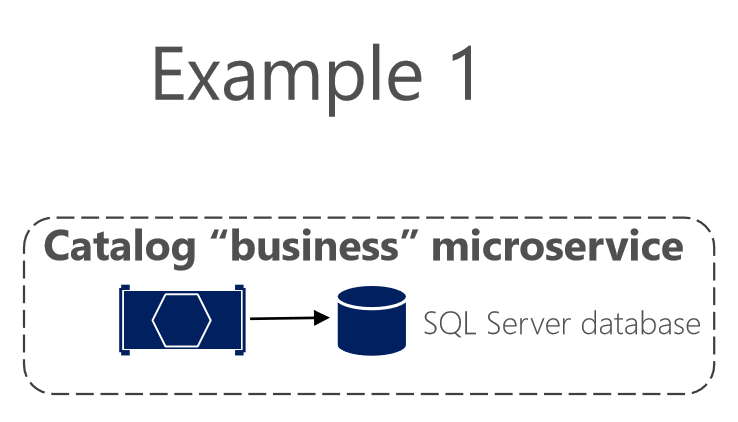 Example 1
Catalog “business” microservice
SQL Server database